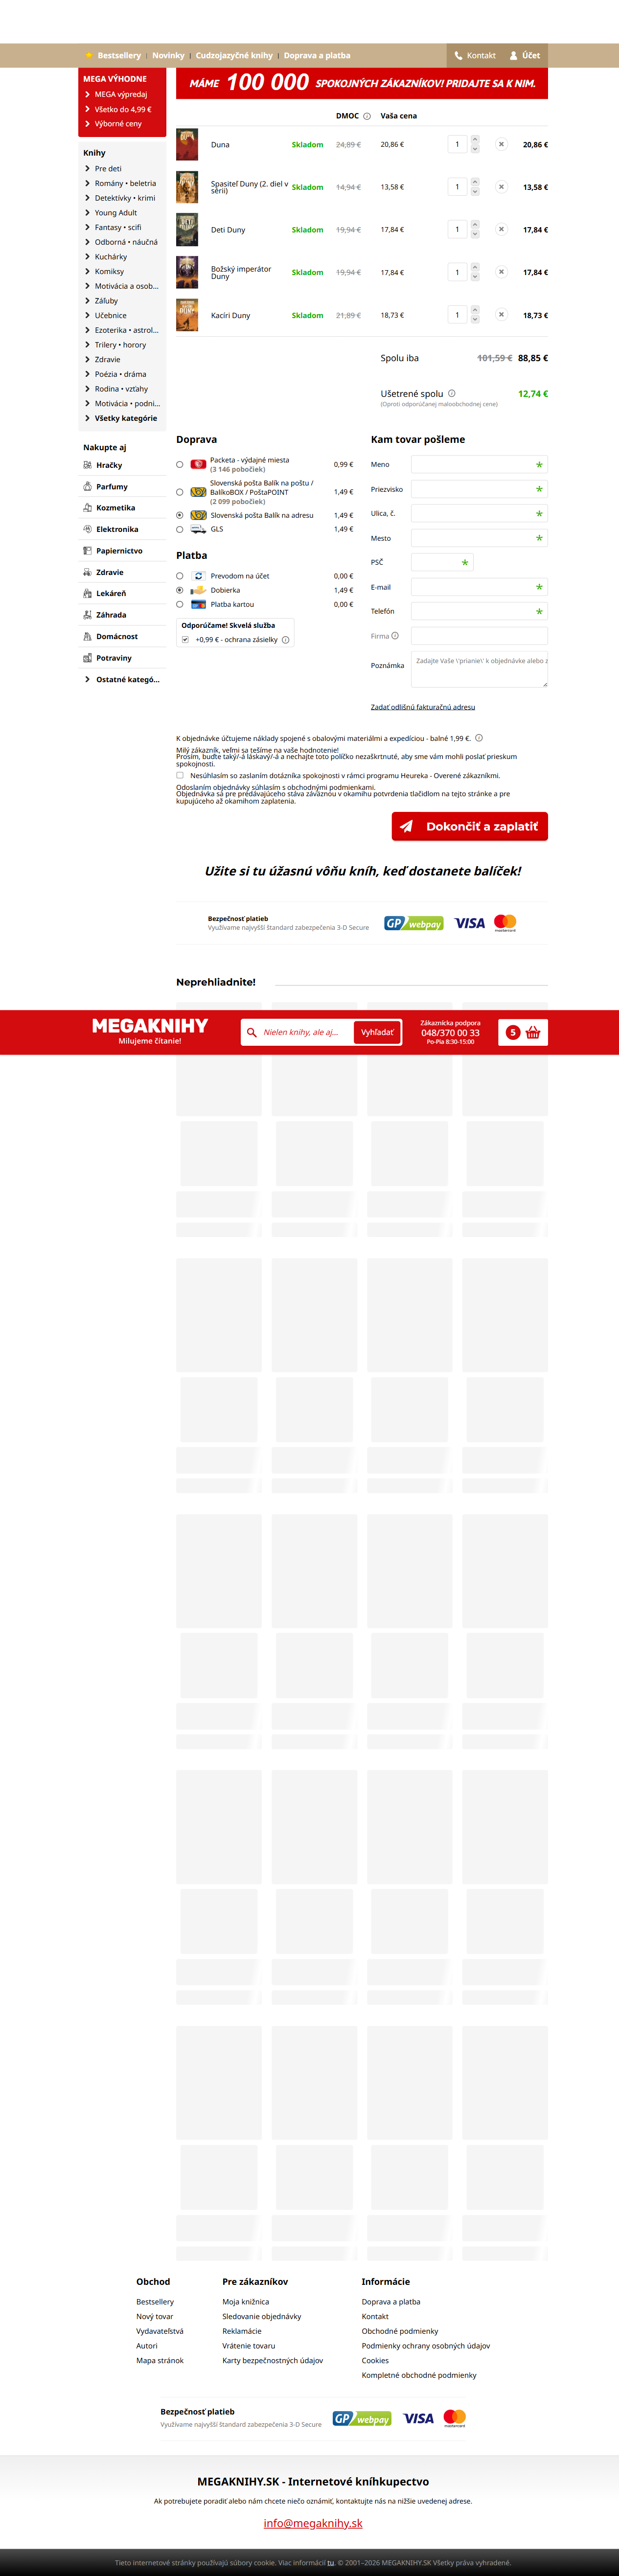 Bestsellery
Novinky
Cudzojazyčné knihy
Doprava a platba
Kontakt
Účet
MEGA VÝHODNE
MEGA výpredaj
Všetko do 4,99 €
Výborné ceny
Knihy
Pre deti
Romány • beletria
Detektívky • krimi
Young Adult
Fantasy • scifi
Odborná • náučná
Kuchárky
Komiksy
Motivácia a osob...
Záľuby
Učebnice
Ezoterika • astrol...
Trilery • horory
Zdravie
Poézia • dráma
Rodina • vzťahy
Motivácia • podni...
Všetky kategórie
Nakupte aj
Hračky
Parfumy
Kozmetika
Elektronika
Papiernictvo
Zdravie
Lekáreň
Záhrada
Domácnosť
Potraviny
Ostatné kategó...
MÁME 100 000 SPOKOJNÝCH ZÁKAZNÍKOV! PRIDAJTE SA K NIM.
DMOC Vaša cena
Duna Skladom 24,89 € 20,86 € 1 20,86 €
Spasiteľ Duny (2. diel v
sérii) Skladom 14,94 € 13,58 € 1 13,58 €
Deti Duny Skladom 19,94 € 17,84 € 1 17,84 €
Božský imperátor
Duny Skladom 19,94 € 17,84 € 1 17,84 €
Kacíri Duny Skladom 21,89 € 18,73 € 1 18,73 €
Spolu iba 101,59 € 88,85 €
Ušetrené spolu 12,74 €
(Oproti odporúčanej maloobchodnej cene)
Doprava
Packeta - výdajné miesta
(3 146 pobočiek) 0,99 €
Slovenská pošta Balík na poštu /
BalíkoBOX / PoštaPOINT
(2 099 pobočiek) 1,49 €
Slovenská pošta Balík na adresu 1,49 €
GLS 1,49 €
Platba
Prevodom na účet 0,00 €
Dobierka 1,49 €
Platba kartou 0,00 €
Odporúčame! Skvelá služba
+0,99 € - ochrana zásielky
Kam tovar pošleme
Meno
Priezvisko
Ulica, č.
Mesto
PSČ
E-mail
Telefón
Firma
Poznámka
Zadajte Vaše \'prianie\' k objednávke alebo z
Zadať odlišnú fakturačnú adresu
K objednávke účtujeme náklady spojené s obalovými materiálmi a expedíciou - balné 1,99 €.
Milý zákazník, veľmi sa tešíme na vaše hodnotenie!
Prosím, buďte taký/-á láskavý/-á a nechajte toto políčko nezaškrtnuté, aby sme vám mohli poslať prieskum
spokojnosti.
Nesúhlasím so zaslaním dotázníka spokojnosti v rámci programu Heureka - Overené zákazníkmi.
Odoslaním objednávky súhlasím s obchodnými podmienkami.
Objednávka sa pre predávajúceho stáva záväznou v okamihu potvrdenia tlačidlom na tejto stránke a pre
kupujúceho až okamihom zaplatenia.
Dokončiť a zaplatiť
Užite si tu úžasnú vôňu kníh, keď dostanete balíček!
Bezpečnosť platieb
Využívame najvyšší štandard zabezpečenia 3-D Secure
GP webpay
VISA
mastercard
Neprehliadnite!
MEGAKNIHY
Milujeme čítanie!
Nielen knihy, ale aj...
Vyhľadať
Zákaznícka podpora
048/370 00 33
Po-Pia 8:30-15:00
5
Obchod
Bestsellery
Nový tovar
Vydavateľstvá
Autori
Mapa stránok
Pre zákazníkov
Moja knižnica
Sledovanie objednávky
Reklamácie
Vrátenie tovaru
Karty bezpečnostných údajov
Informácie
Doprava a platba
Kontakt
Obchodné podmienky
Podmienky ochrany osobných údajov
Cookies
Kompletné obchodné podmienky
Bezpečnosť platieb
Využívame najvyšší štandard zabezpečenia 3-D Secure
GP webpay
VISA
mastercard
MEGAKNIHY.SK - Internetové kníhkupectvo
Ak potrebujete poradiť alebo nám chcete niečo oznámiť, kontaktujte nás na nižšie uvedenej adrese.
info@megaknihy.sk
Tieto internetové stránky používajú súbory cookie. Viac informácií tu. © 2001–2026 MEGAKNIHY.SK Všetky práva vyhradené.